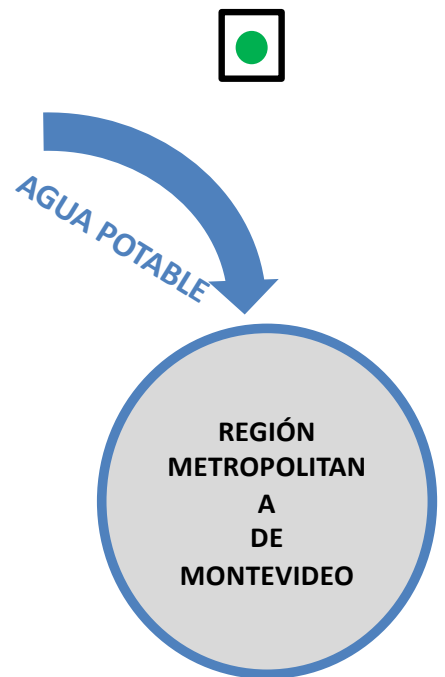 AGUA POTABLE
REGIÓN
METROPOLITAN
A
DE
MONTEVIDEO